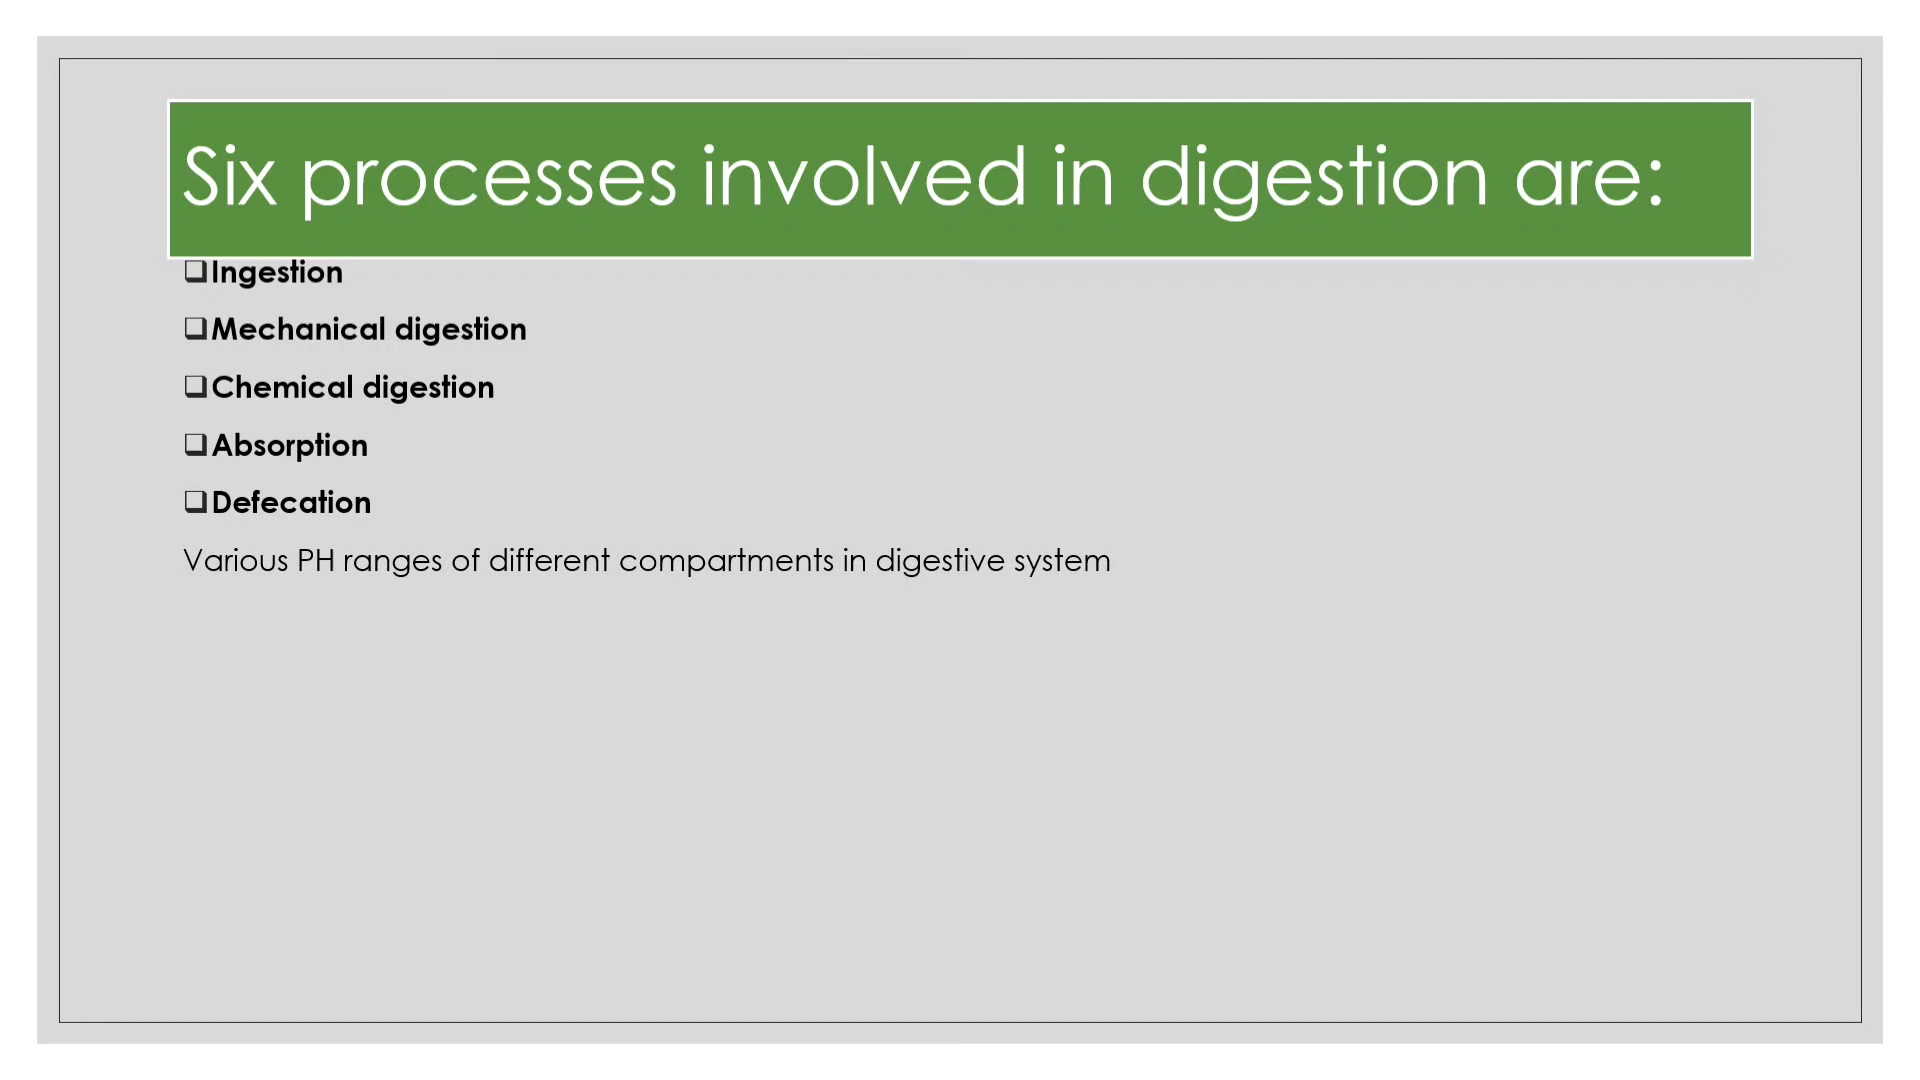 Six processes involved in digestion are:
❑Ingestion
❑Mechanical digestion
❑Chemical digestion
❑Absorption
❑Defecation
Various PH ranges of different compartments in digestive system